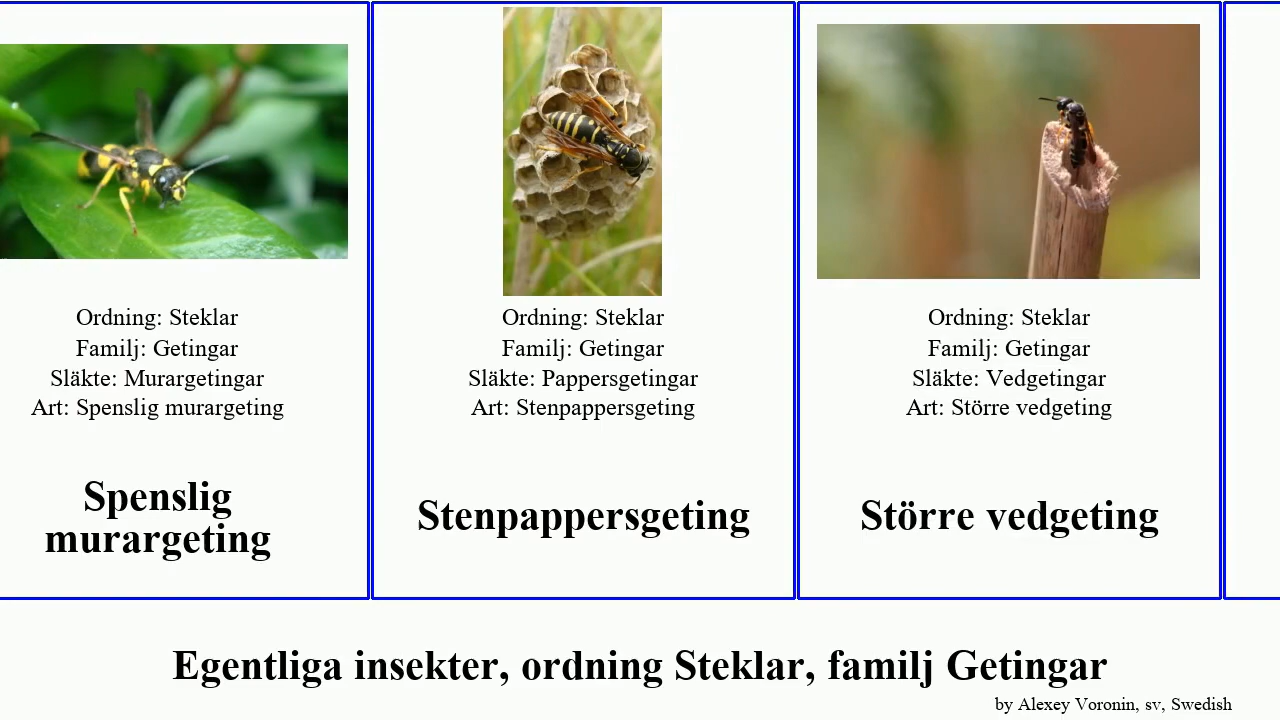 Ordning: Steklar
Familj: Getingar
Släkte: Murargetingar
Art: Spenslig murargeting
Spenslig
murargeting
Ordning: Steklar
Familj: Getingar
Släkte: Pappersgetingar
Art: Stenpappersgeting
Stenpappersgeting
Ordning: Steklar
Familj: Getingar
Släkte: Vedgetingar
Art: Större vedgeting
Större vedgeting
Egentliga insekter, ordning Steklar, familj Getingar
by Alexey Voronin, sv, Swedish